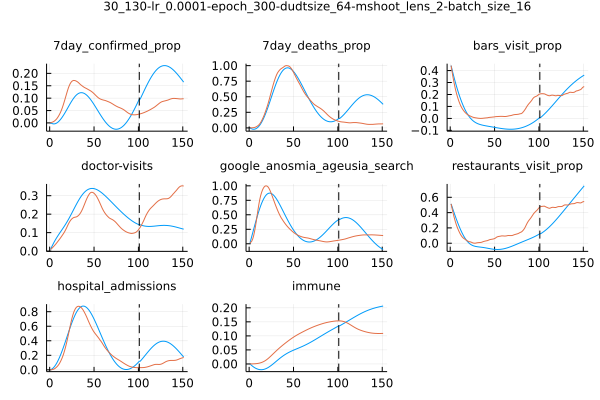 30_130-lr_0.0001-epoch_300-dudtsize_64-mshoot_lens_2-batch_size_16
7day_confirmed_prop
0.20
0.15
0.10
0.05
0.00
0 50 100 150
7day_deaths_prop
1.00
0.75
0.50
0.25
0.00
0 50 100 150
bars_visit_prop
0.4
0.3
0.2
0.1
0.0
−0.1
0 50 100 150
doctor-visits
0.3
0.2
0.1
0.0
0 50 100 150
google_anosmia_ageusia_search
1.00
0.75
0.50
0.25
0.00
0 50 100 150
restaurants_visit_prop
0.6
0.4
0.2
0.0
0 50 100 150
hospital_admissions
0.8
0.6
0.4
0.2
0.0
0 50 100 150
immune
0.20
0.15
0.10
0.05
0.00
0 50 100 150